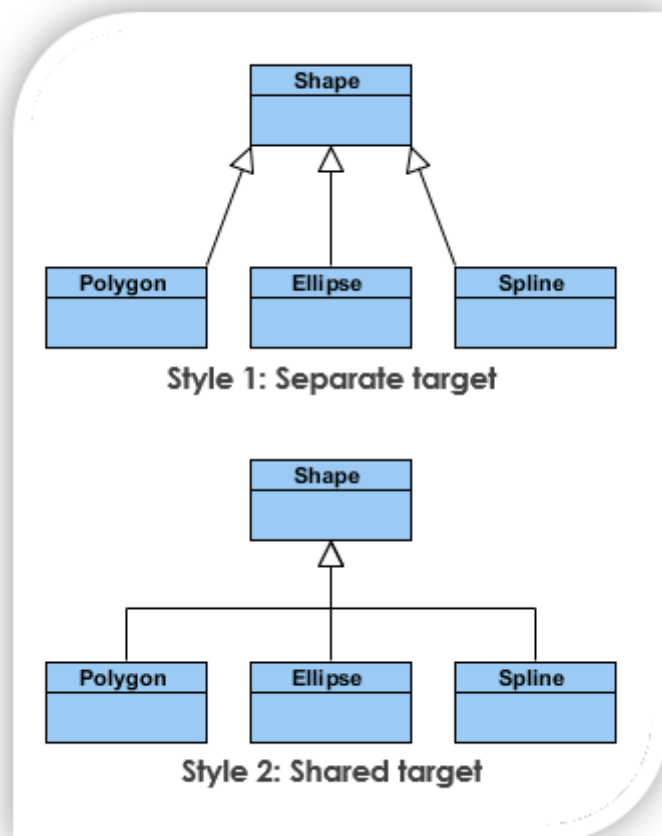 Shape
Polygon Ellipse Spline
Style 1: Separate target
Shape
Polygon Ellipse Spline
Style 2: Shared target